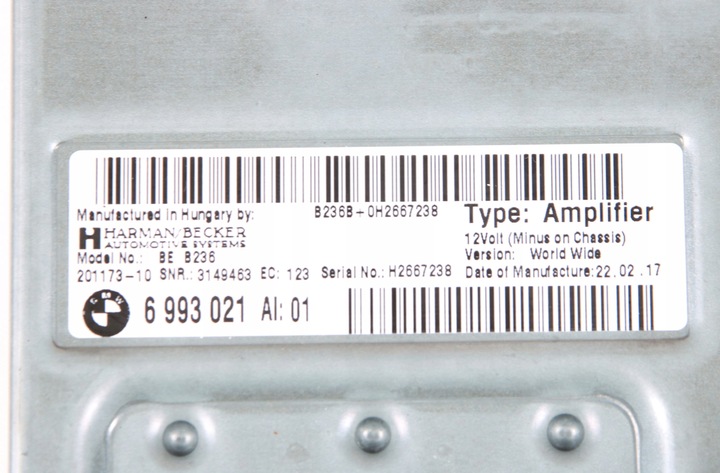 Manufactured in Hungary by: B236B+0H2667238 Type: Amplifier
HARMAN/BECKER
AUTOMOTIVE SYSTEMS
12Volt (Minus on Chassis)
Model No.: BE B236 Version: World Wide
201173-10 SNR.: 3149463 EC: 123 Serial No.: H2667238 Date of Manufacture: 22.02.17
BMW
6 993 021 AI: 01